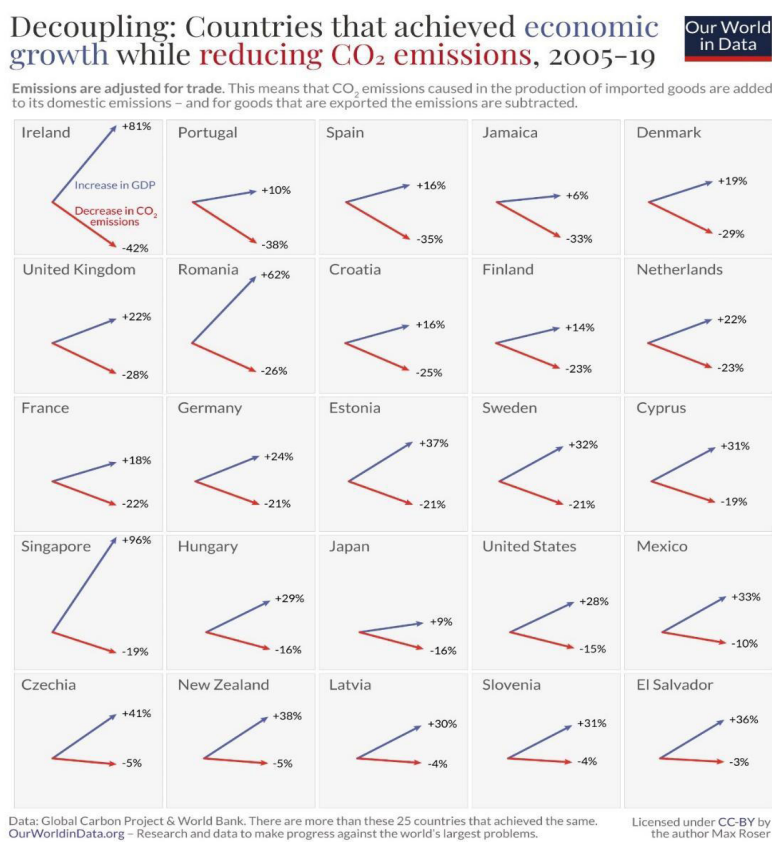 Decoupling: Countries that achieved economic
growth while reducing CO₂ emissions, 2005-19
Our World
in Data
Emissions are adjusted for trade. This means that CO₂ emissions caused in the production of imported goods are added
to its domestic emissions – and for goods that are exported the emissions are subtracted.
Ireland
+81%
Increase in GDP
Decrease in CO₂
emissions
-42%
Portugal
+10%
-38%
Spain
+16%
-35%
Jamaica
+6%
-33%
Denmark
+19%
-29%
United Kingdom
+22%
-28%
Romania
+62%
-26%
Croatia
+16%
-25%
Finland
+14%
-23%
Netherlands
+22%
-23%
France
+18%
-22%
Germany
+24%
-21%
Estonia
+37%
-21%
Sweden
+32%
-21%
Cyprus
+31%
-19%
Singapore
+96%
-19%
Hungary
+29%
-16%
Japan
+9%
-16%
United States
+28%
-15%
Mexico
+33%
-10%
Czechia
+41%
-5%
New Zealand
+38%
-5%
Latvia
+30%
-4%
Slovenia
+31%
-4%
El Salvador
+36%
-3%
Data: Global Carbon Project & World Bank. There are more than these 25 countries that achieved the same.
OurWorldinData.org – Research and data to make progress against the world's largest problems.
Licensed under CC-BY by
the author Max Roser